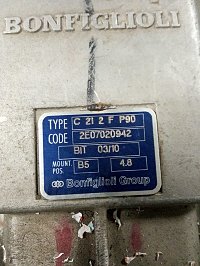 BONFIGLIOLI
TYPE C 21 2 F P90
CODE 2E07020942
BIT 03/10
MOUNT. POS. B5 4.8
Bonfiglioli Group